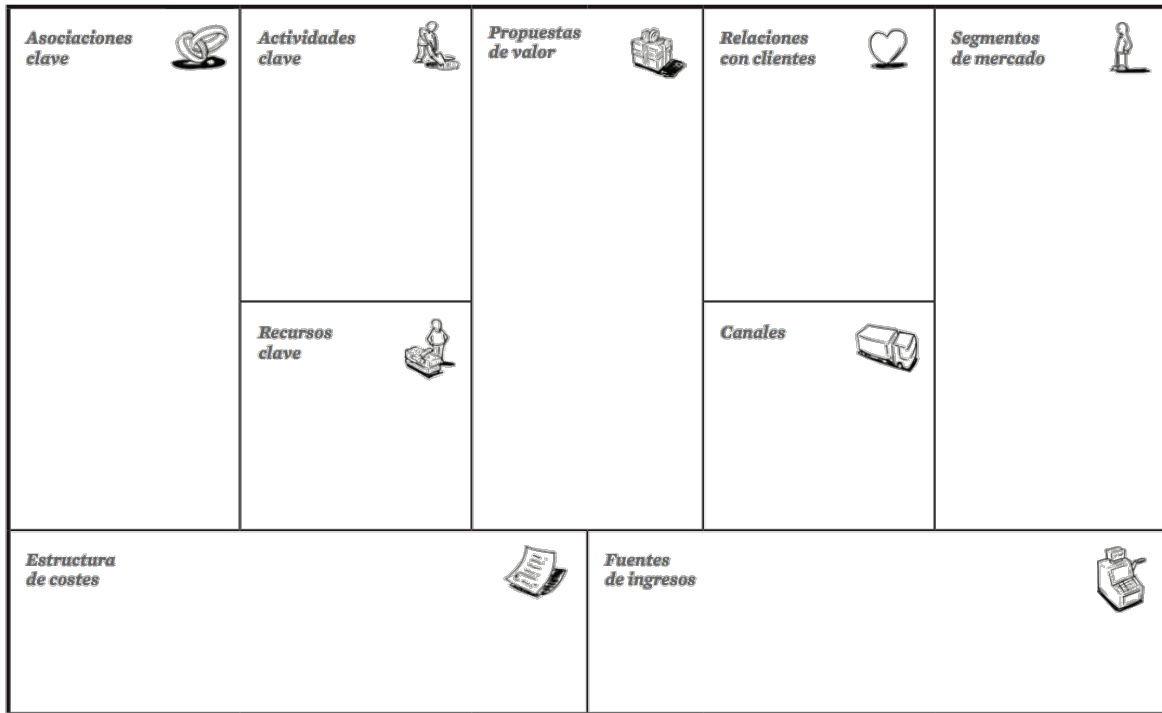 Asociaciones
clave
Actividades
clave
Propuestas
de valor
Relaciones
con clientes
Segmentos
de mercado
Recursos
clave
Canales
Estructura
de costes
Fuentes
de ingresos